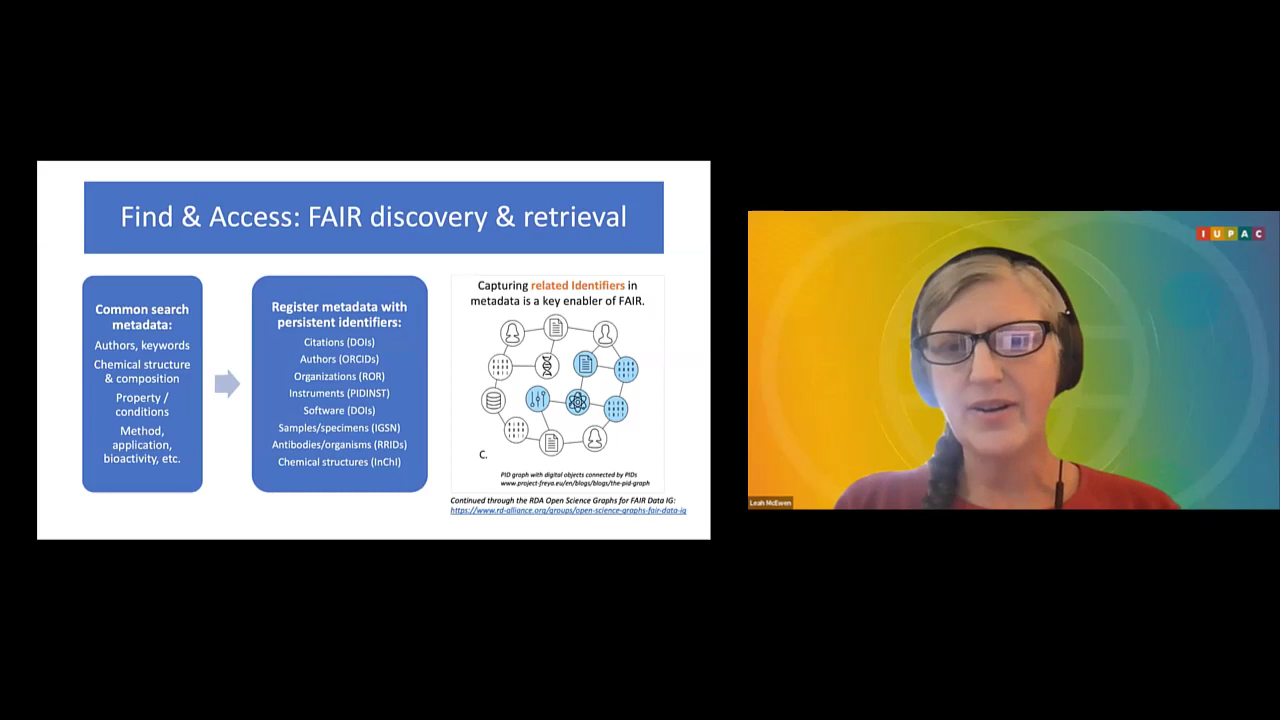 Find & Access: FAIR discovery & retrieval
Common search
metadata:
Authors, keywords
Chemical structure
& composition
Property /
conditions
Method,
application,
bioactivity, etc.
Register metadata with
persistent identifiers:
Citations (DOIs)
Authors (ORCIDs)
Organizations (ROR)
Instruments (PIDINST)
Software (DOIs)
Samples/specimens (IGSN)
Antibodies/organisms (RRIDs)
Chemical structures (InChI)
Capturing related Identifiers in
metadata is a key enabler of FAIR.
C.
PID graph with digital objects connected by PIDs
www.project-freya.eu/en/blogs/blogs/the-pid-graph
Continued through the RDA Open Science Graphs for FAIR Data IG:
https://www.rd-alliance.org/groups/open-science-graphs-fair-data-ig
IUPAC
Leah McEwen